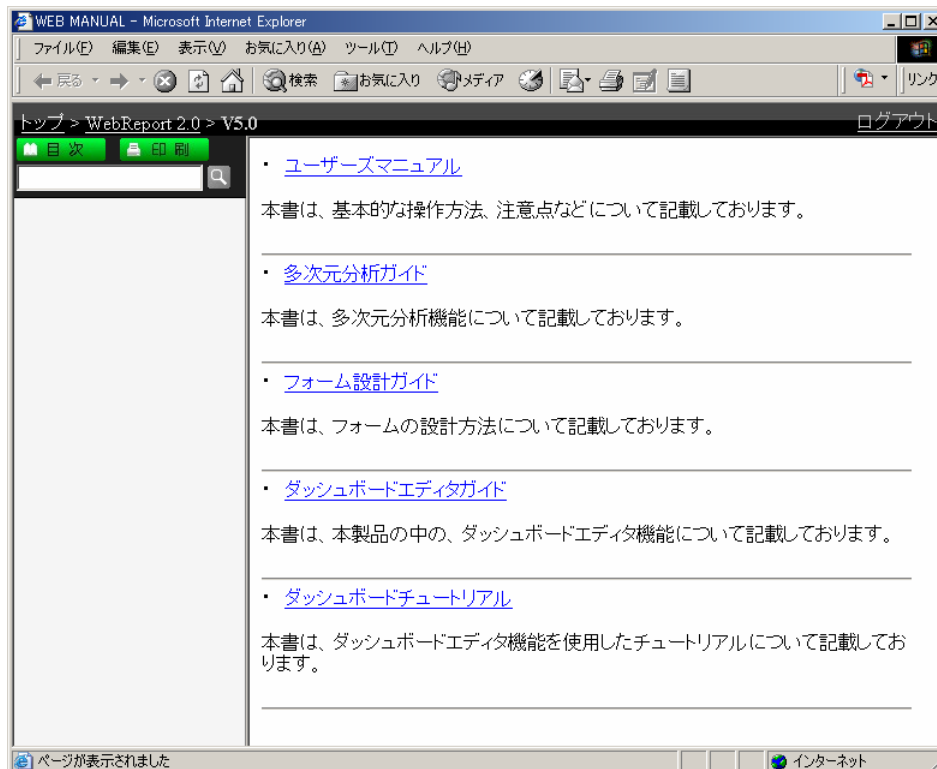 WEB MANUAL - Microsoft Internet Explorer
ファイル(F) 編集(E) 表示(V) お気に入り(A) ツール(T) ヘルプ(H)
戻る 検索 お気に入り メディア リンク
トップ > WebReport 2.0 > V5.0 ログアウト
目次 印刷
・ ユーザーズマニュアル
本書は、基本的な操作方法、注意点などについて記載しております。
・ 多次元分析ガイド
本書は、多次元分析機能について記載しております。
・ フォーム設計ガイド
本書は、フォームの設計方法について記載しております。
・ ダッシュボードエディタガイド
本書は、本製品の中の、ダッシュボードエディタ機能について記載しております。
・ ダッシュボードチュートリアル
本書は、ダッシュボードエディタ機能を使用したチュートリアルについて記載してお
ります。
ページが表示されました インターネット